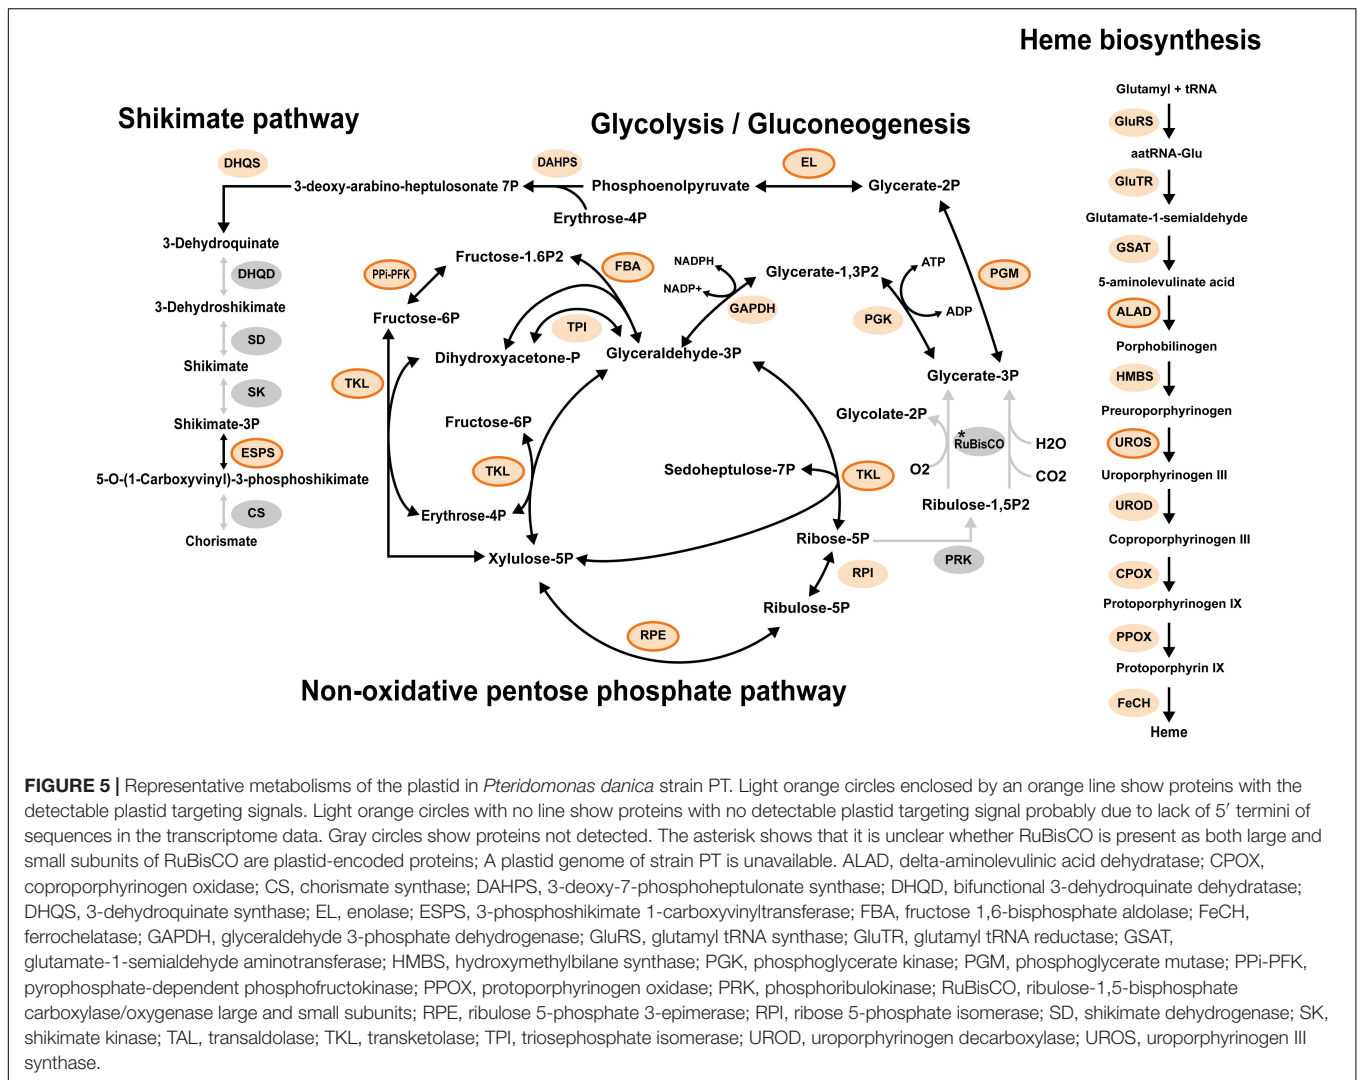 Heme biosynthesis
Shikimate pathway
Glycolysis / Gluconeogenesis
DHQS
3-deoxy-arabino-heptulosonate 7P
DAHPS
Phosphoenolpyruvate
EL
Glycerate-2P
Erythrose-4P
3-Dehydroquinate
DHQD
3-Dehydroshikimate
SD
Shikimate
SK
Shikimate-3P
ESPS
5-O-(1-Carboxyvinyl)-3-phosphoshikimate
CS
Chorismate
PPi-PFK
Fructose-1.6P2
FBA
Fructose-6P
TPI
Dihydroxyacetone-P
Glyceraldehyde-3P
NADPH
NADP+
GAPDH
Glycerate-1,3P2
ATP
ADP
PGK
PGM
Glycerate-3P
TKL
Fructose-6P
TKL
Erythrose-4P
Xylulose-5P
Sedoheptulose-7P
TKL
Glycolate-2P
*
RuBisCO
O2
H2O
CO2
Ribulose-1,5P2
Ribose-5P
PRK
RPI
Ribulose-5P
RPE
Non-oxidative pentose phosphate pathway
Glutamyl + tRNA
GluRS
aatRNA-Glu
GluTR
Glutamate-1-semialdehyde
GSAT
5-aminolevulinate acid
ALAD
Porphobilinogen
HMBS
Preuroporphyrinogen
UROS
Uroporphyrinogen III
UROD
Coproporphyrinogen III
CPOX
Protoporphyrinogen IX
PPOX
Protoporphyrin IX
FeCH
Heme
FIGURE 5 | Representative metabolisms of the plastid in Pteridomonas danica strain PT. Light orange circles enclosed by an orange line show proteins with the
detectable plastid targeting signals. Light orange circles with no line show proteins with no detectable plastid targeting signal probably due to lack of 5′ termini of
sequences in the transcriptome data. Gray circles show proteins not detected. The asterisk shows that it is unclear whether RuBisCO is present as both large and
small subunits of RuBisCO are plastid-encoded proteins; A plastid genome of strain PT is unavailable. ALAD, delta-aminolevulinic acid dehydratase; CPOX,
coproporphyrinogen oxidase; CS, chorismate synthase; DAHPS, 3-deoxy-7-phosphoheptulonate synthase; DHQD, bifunctional 3-dehydroquinate dehydratase;
DHQS, 3-dehydroquinate synthase; EL, enolase; ESPS, 3-phosphoshikimate 1-carboxyvinyltransferase; FBA, fructose 1,6-bisphosphate aldolase; FeCH,
ferrochelatase; GAPDH, glyceraldehyde 3-phosphate dehydrogenase; GluRS, glutamyl tRNA synthase; GluTR, glutamyl tRNA reductase; GSAT,
glutamate-1-semialdehyde aminotransferase; HMBS, hydroxymethylbilane synthase; PGK, phosphoglycerate kinase; PGM, phosphoglycerate mutase; PPi-PFK,
pyrophosphate-dependent phosphofructokinase; PPOX, protoporphyrinogen oxidase; PRK, phosphoribulokinase; RuBisCO, ribulose-1,5-bisphosphate
carboxylase/oxygenase large and small subunits; RPE, ribulose 5-phosphate 3-epimerase; RPI, ribose 5-phosphate isomerase; SD, shikimate dehydrogenase; SK,
shikimate kinase; TAL, transaldolase; TKL, transketolase; TPI, triosephosphate isomerase; UROD, uroporphyrinogen decarboxylase; UROS, uroporphyrinogen III
synthase.